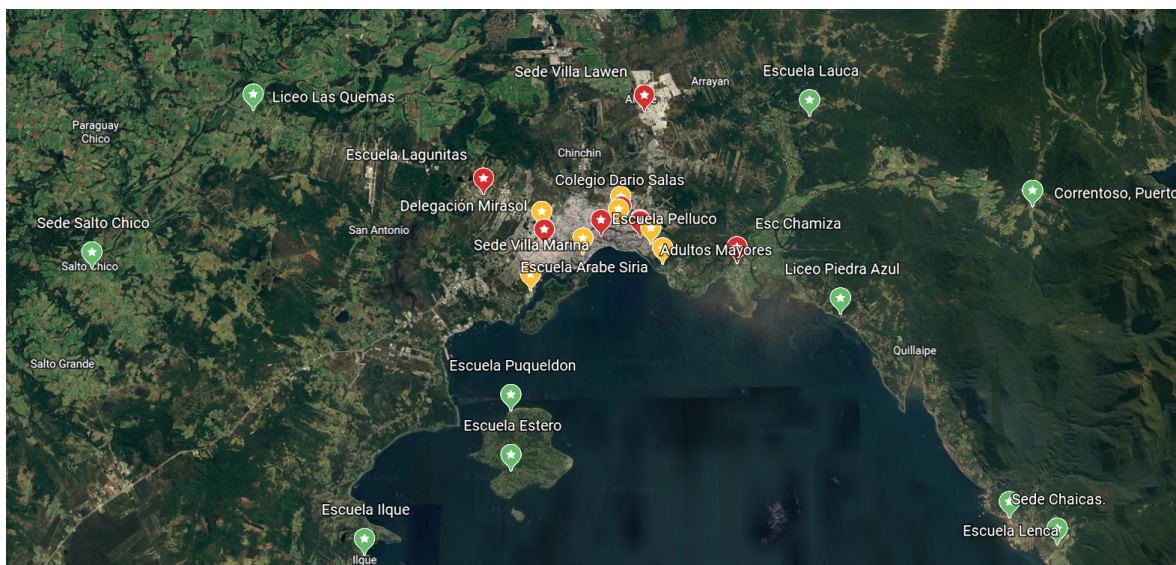 Sede Villa Lawen
Escuela Lauca
Arrayan
Liceo Las Quemas
Paraguay
Chico
Chinchin
Escuela Lagunitas
Colegio Dario Salas
Correntoso, Puerto
Delegación Mirasol
Escuela Pelluco
Esc Chamiza
Sede Salto Chico
San Antonio
Sede Villa Marina
Adultos Mayores
Salto Chico
Escuela Arabe Siria
Liceo Piedra Azul
Quillaipe
Salto Grande
Escuela Puqueldon
Escuela Estero
Sede Chaicas.
Escuela Ilque
Escuela Lenca
Ilque